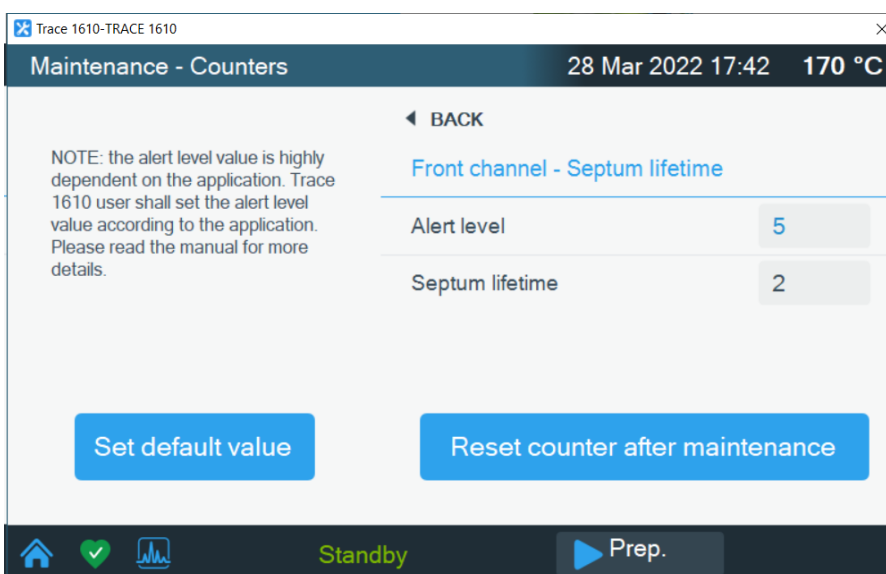 Trace 1610-TRACE 1610
Maintenance - Counters
28 Mar 2022 17:42
170 °C
NOTE: the alert level value is highly
dependent on the application. Trace
1610 user shall set the alert level
value according to the application.
Please read the manual for more
details.
BACK
Front channel - Septum lifetime
Alert level 5
Septum lifetime 2
Set default value
Reset counter after maintenance
Standby
Prep.